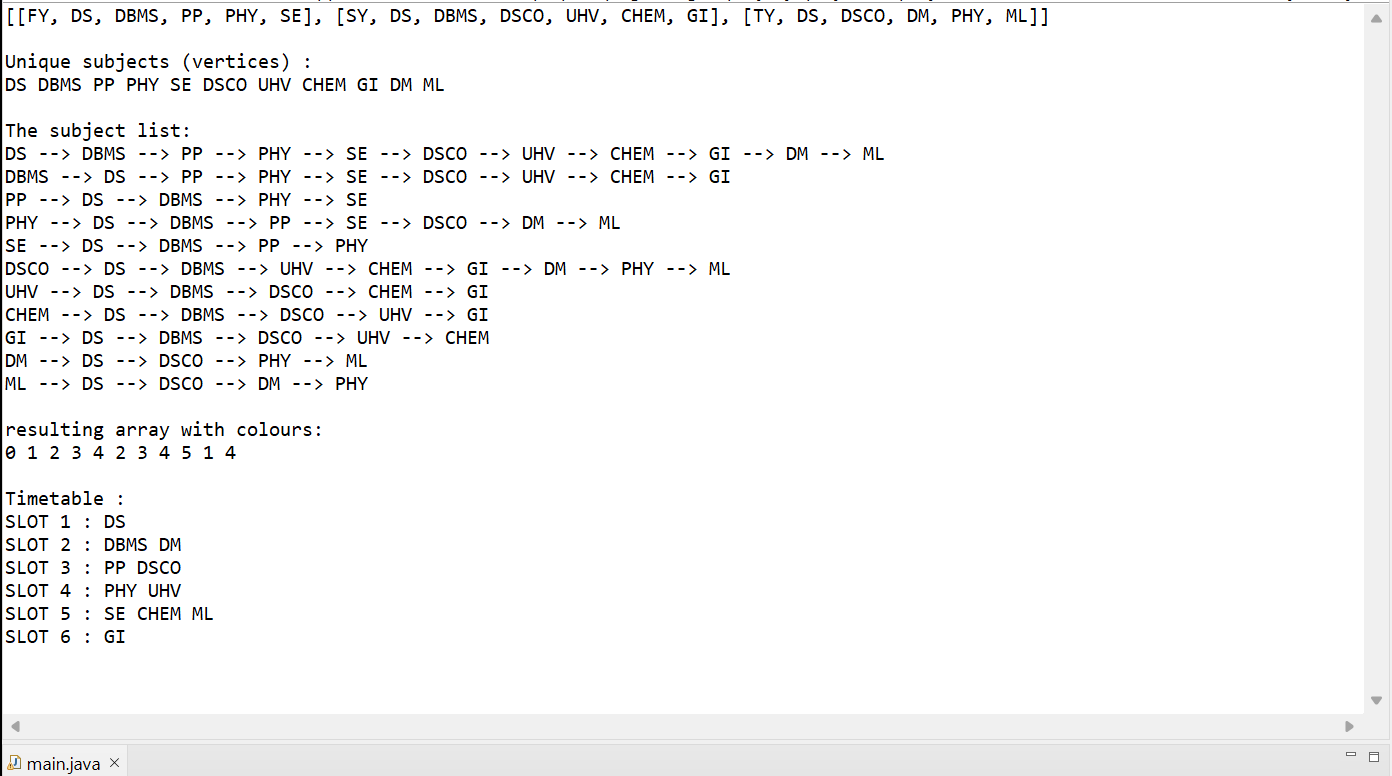 [[FY, DS, DBMS, PP, PHY, SE], [SY, DS, DBMS, DSCO, UHV, CHEM, GI], [TY, DS, DSCO, DM, PHY, ML]]
Unique subjects (vertices) :
DS DBMS PP PHY SE DSCO UHV CHEM GI DM ML
The subject list:
DS --> DBMS --> PP --> PHY --> SE --> DSCO --> UHV --> CHEM --> GI --> DM --> ML
DBMS --> DS --> PP --> PHY --> SE --> DSCO --> UHV --> CHEM --> GI
PP --> DS --> DBMS --> PHY --> SE
PHY --> DS --> DBMS --> PP --> SE --> DSCO --> DM --> ML
SE --> DS --> DBMS --> PP --> PHY
DSCO --> DS --> DBMS --> UHV --> CHEM --> GI --> DM --> PHY --> ML
UHV --> DS --> DBMS --> DSCO --> CHEM --> GI
CHEM --> DS --> DBMS --> DSCO --> UHV --> GI
GI --> DS --> DBMS --> DSCO --> UHV --> CHEM
DM --> DS --> DSCO --> PHY --> ML
ML --> DS --> DSCO --> DM --> PHY
resulting array with colours:
0 1 2 3 4 2 3 4 5 1 4
Timetable :
SLOT 1 : DS
SLOT 2 : DBMS DM
SLOT 3 : PP DSCO
SLOT 4 : PHY UHV
SLOT 5 : SE CHEM ML
SLOT 6 : GI
main.java